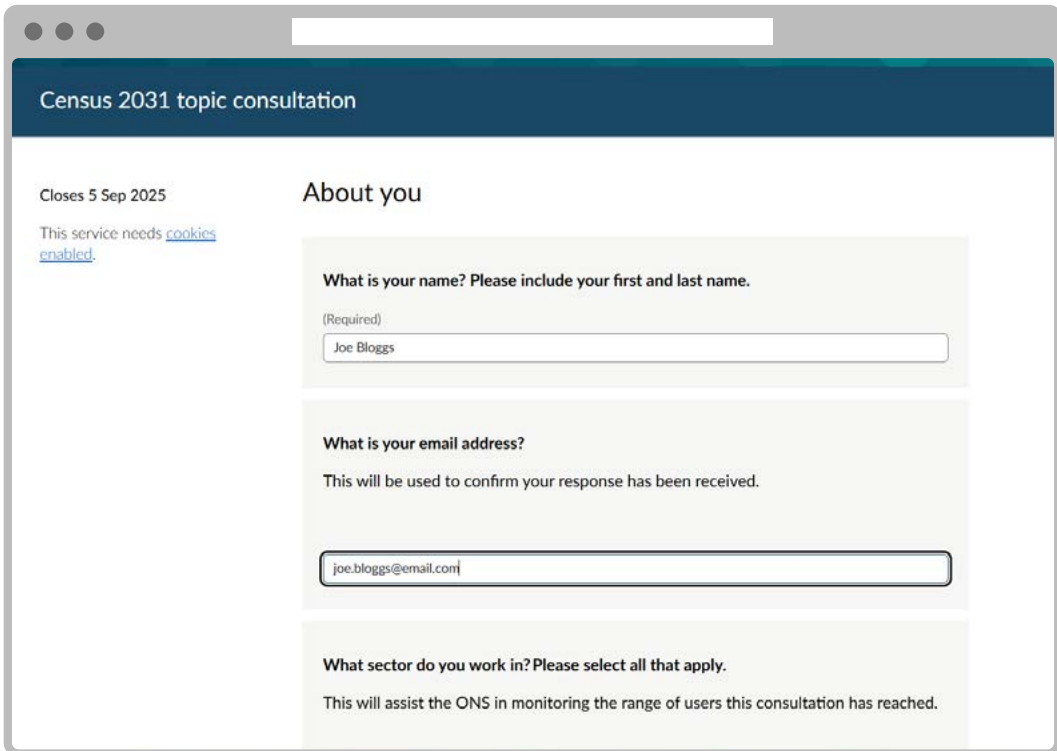 Census 2031 topic consultation
Closes 5 Sep 2025
This service needs cookies
enabled.
About you
What is your name? Please include your first and last name.
(Required)
Joe Bloggs
What is your email address?
This will be used to confirm your response has been received.
joe.bloggs@email.com
What sector do you work in? Please select all that apply.
This will assist the ONS in monitoring the range of users this consultation has reached.